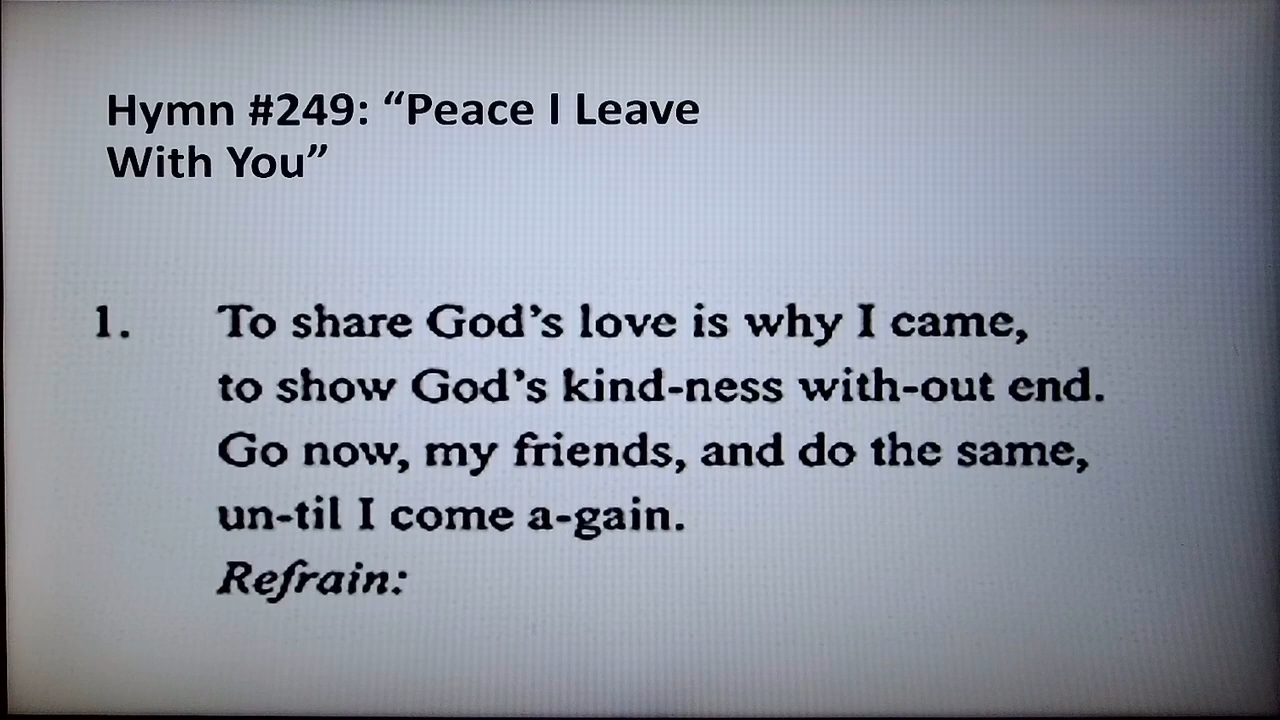 Hymn #249: “Peace I Leave
With You”
1. To share God’s love is why I came,
to show God’s kind-ness with-out end.
Go now, my friends, and do the same,
un-til I come a-gain.
Refrain: